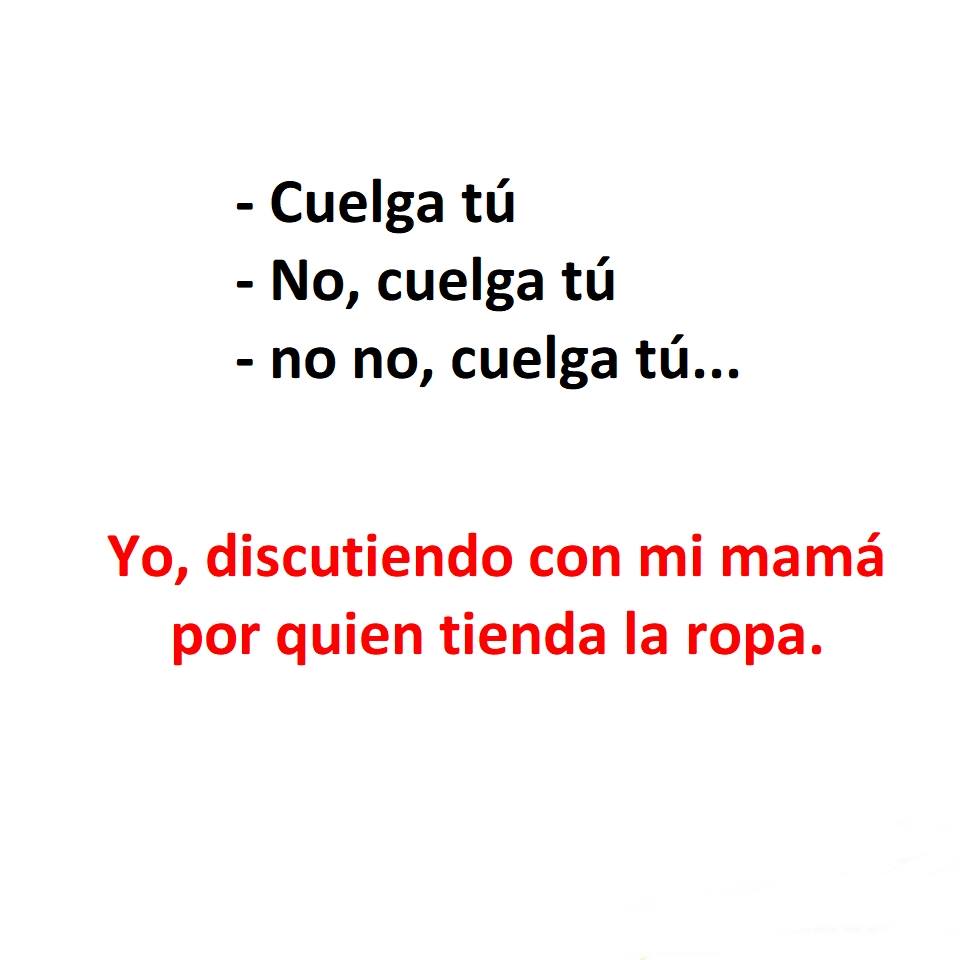 - Cuelga tú
- No, cuelga tú
- no no, cuelga tú...
Yo, discutiendo con mi mamá
por quien tienda la ropa.